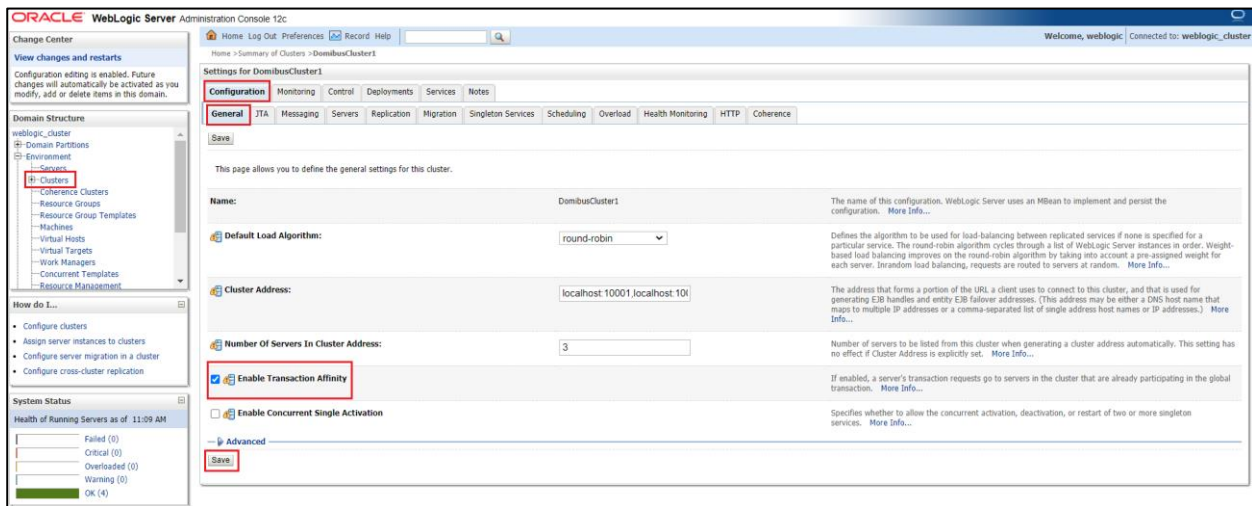 ORACLE WebLogic Server Administration Console 12c
Change Center
View changes and restarts
Configuration editing is enabled. Future
changes will automatically be activated as you
modify, add or delete items in this domain.
Domain Structure
weblogic_cluster
Domain Partitions
Environment
Servers
Clusters
Coherence Clusters
Resource Groups
Resource Group Templates
Machines
Virtual Hosts
Virtual Targets
Work Managers
Concurrent Templates
Resource Management
How do I...
Configure clusters
Assign server instances to clusters
Configure server migration in a cluster
Configure cross-cluster replication
System Status
Health of Running Servers as of 11:09 AM
Failed (0)
Critical (0)
Overloaded (0)
Warning (0)
OK (4)
Home Log Out Preferences Record Help
Welcome, weblogic Connected to: weblogic_cluster
Home >Summary of Clusters >DomibusCluster1
Settings for DomibusCluster1
Configuration Monitoring Control Deployments Services Notes
General JTA Messaging Servers Replication Migration Singleton Services Scheduling Overload Health Monitoring HTTP Coherence
Save
This page allows you to define the general settings for this cluster.
Name: DomibusCluster1
The name of this configuration. WebLogic Server uses an MBean to implement and persist the
configuration. More Info...
Default Load Algorithm: round-robin
Defines the algorithm to be used for load-balancing between replicated services if none is specified for a
particular service. The round-robin algorithm cycles through a list of WebLogic Server instances in order. Weight-
based load balancing improves on the round-robin algorithm by taking into account a pre-assigned weight for
each server. Inrandom load balancing, requests are routed to servers at random. More Info...
Cluster Address: localhost:10001,localhost:100
The address that forms a portion of the URL a client uses to connect to this cluster, and that is used for
generating EJB handles and entity EJB failover addresses. (This address may be either a DNS host name that
maps to multiple IP addresses or a comma-separated list of single address host names or IP addresses.) More
Info...
Number Of Servers In Cluster Address: 3
Number of servers to be listed from this cluster when generating a cluster address automatically. This setting has
no effect if Cluster Address is explicitly set. More Info...
Enable Transaction Affinity
If enabled, a server's transaction requests go to servers in the cluster that are already participating in the global
transaction. More Info...
Enable Concurrent Single Activation
Specifies whether to allow the concurrent activation, deactivation, or restart of two or more singleton
services. More Info...
Advanced
Save